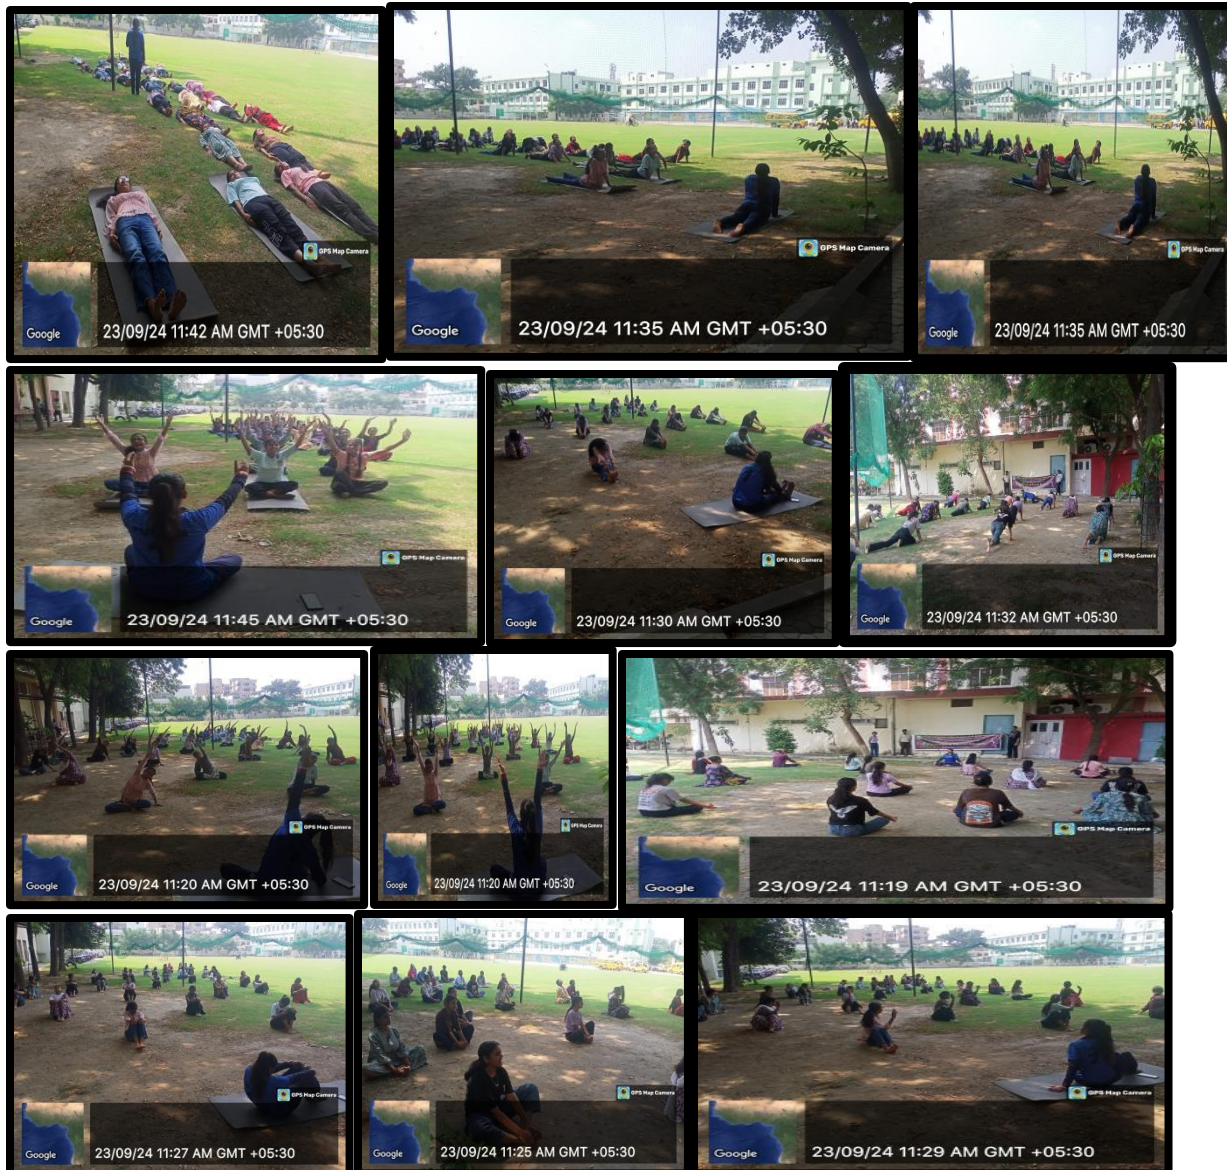 GPS Map Camera
Google
23/09/24 11:42 AM GMT +05:30
GPS Map Camera
Google
23/09/24 11:35 AM GMT +05:30
GPS Map Camera
Google
23/09/24 11:35 AM GMT +05:30
GPS Map Camera
Google
23/09/24 11:45 AM GMT +05:30
GPS Map Camera
Google
23/09/24 11:30 AM GMT +05:30
GPS Map Camera
Google
23/09/24 11:32 AM GMT +05:30
GPS Map Camera
Google
23/09/24 11:20 AM GMT +05:30
GPS Map Camera
Google
23/09/24 11:20 AM GMT +05:30
GPS Map Camera
Google
23/09/24 11:19 AM GMT +05:30
GPS Map Camera
Google
23/09/24 11:27 AM GMT +05:30
GPS Map Camera
Google
23/09/24 11:25 AM GMT +05:30
GPS Map Camera
Google
23/09/24 11:29 AM GMT +05:30